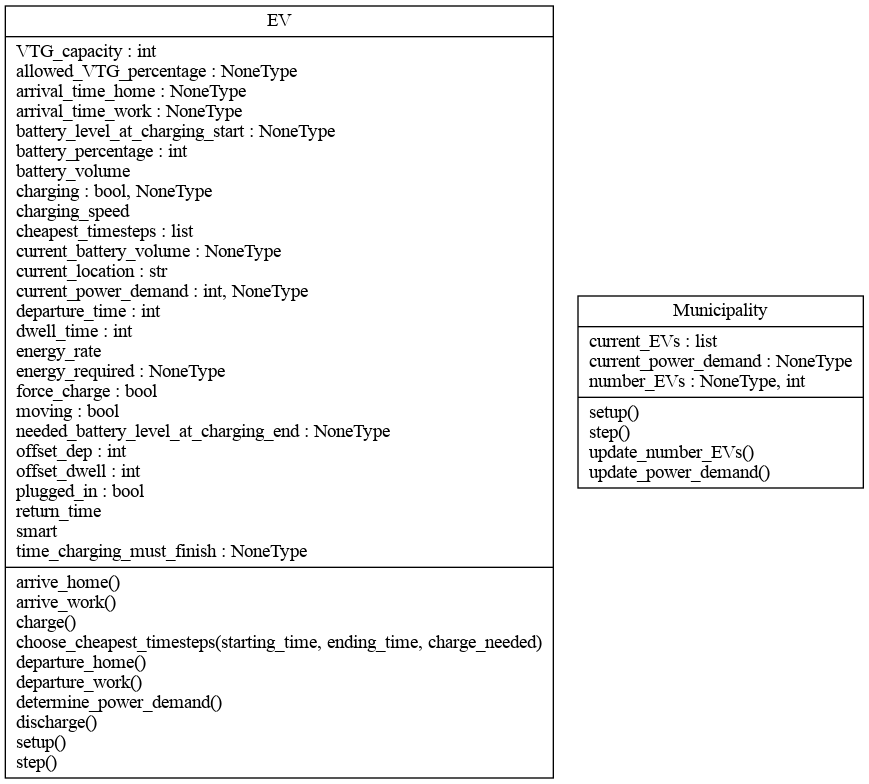 EV
VTG_capacity : int
allowed_VTG_percentage : NoneType
arrival_time_home : NoneType
arrival_time_work : NoneType
battery_level_at_charging_start : NoneType
battery_percentage : int
battery_volume
charging : bool, NoneType
charging_speed
cheapest_timesteps : list
current_battery_volume : NoneType
current_location : str
current_power_demand : int, NoneType
departure_time : int
dwell_time : int
energy_rate
energy_required : NoneType
force_charge : bool
moving : bool
needed_battery_level_at_charging_end : NoneType
offset_dep : int
offset_dwell : int
plugged_in : bool
return_time
smart
time_charging_must_finish : NoneType
arrive_home()
arrive_work()
charge()
choose_cheapest_timesteps(starting_time, ending_time, charge_needed)
departure_home()
departure_work()
determine_power_demand()
discharge()
setup()
step()
Municipality
current_EVs : list
current_power_demand : NoneType
number_EVs : NoneType, int
setup()
step()
update_number_EVs()
update_power_demand()